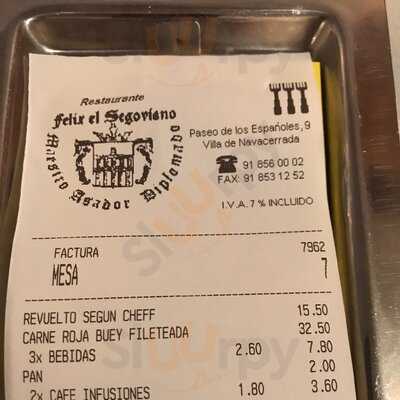 Restaurante
Felix el Segoviano
Maestro Asador Diplomado
Paseo de los Españoles, 9
Villa de Navacerrada
☎ 91 856 00 02
FAX: 91 853 12 52
I.V.A. 7 % INCLUIDO
FACTURA 7962
MESA 7
REVUELTO SEGUN CHEFF 15.50
CARNE ROJA BUEY FILETEADA 32.50
3x BEBIDAS 2.60 7.80
PAN 2.00
2x CAFE INFUSIONES 1.80 3.60